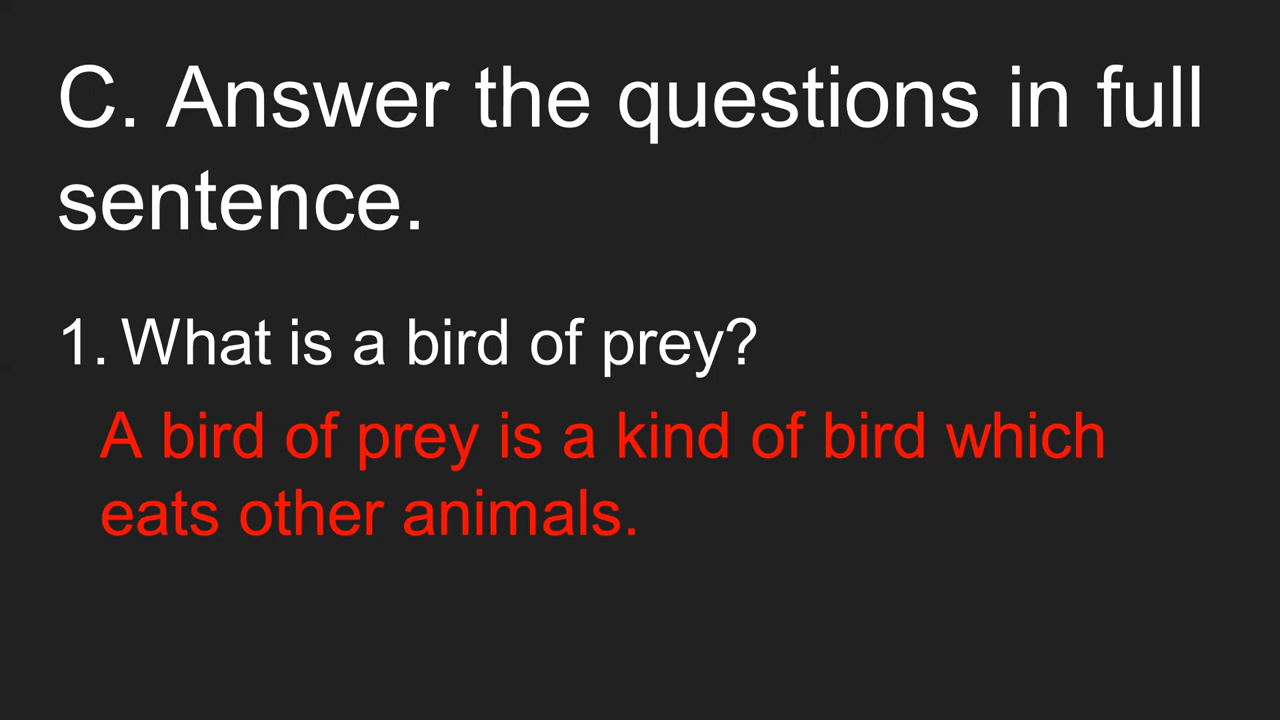 C. Answer the questions in full
sentence.
1. What is a bird of prey?
A bird of prey is a kind of bird which
eats other animals.